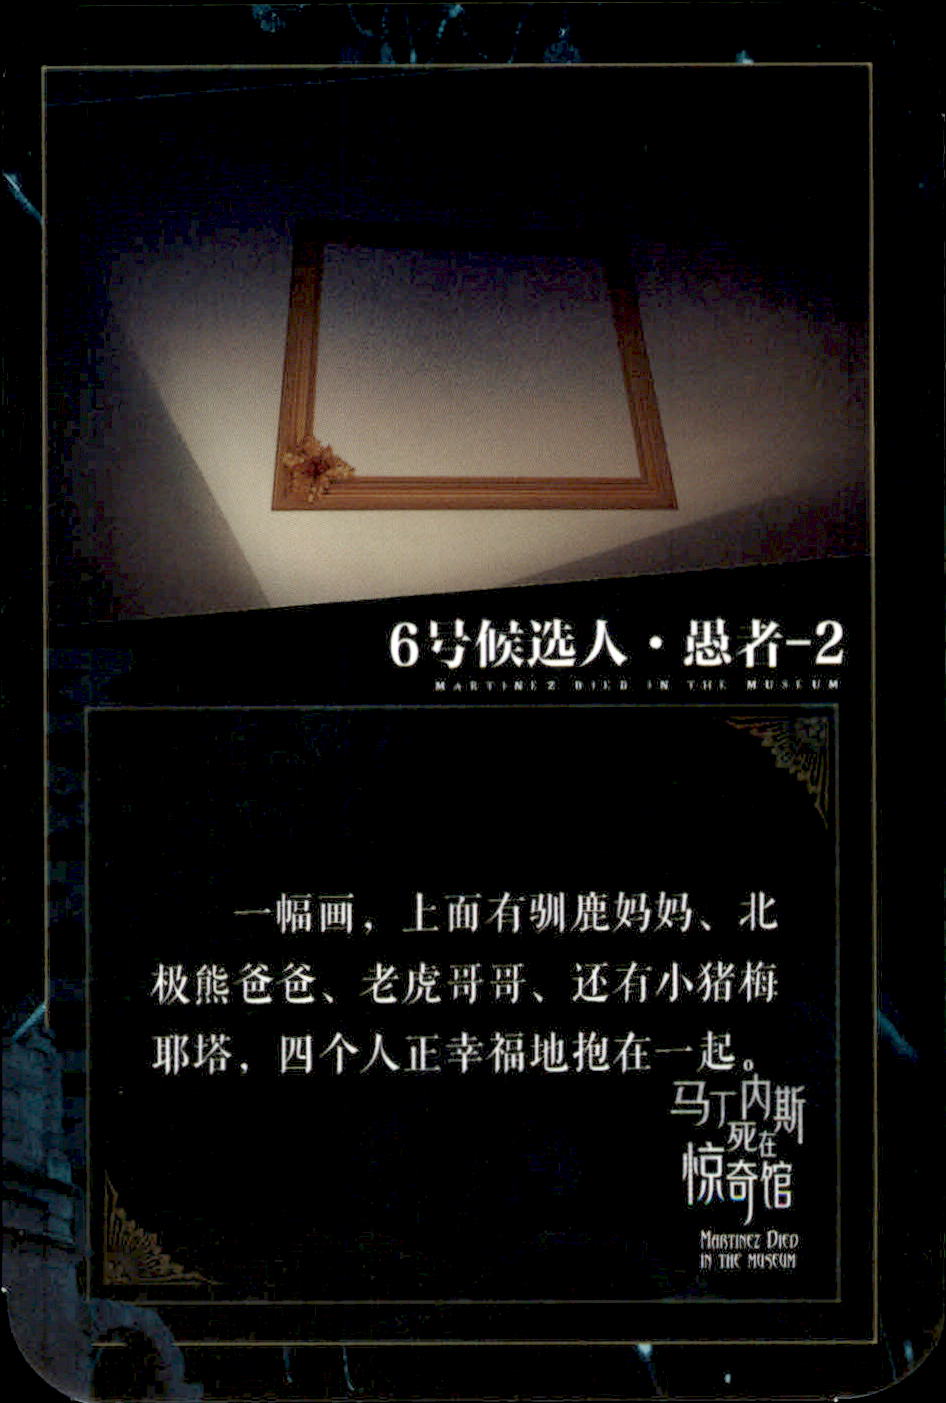 6号候选人·愚者-2
MARTINEZ DIED IN THE MUSEUM
一幅画，上面有驯鹿妈妈、北
极熊爸爸、老虎哥哥、还有小猪梅
耶塔，四个人正幸福地抱在一起。
马丁内斯
死在
惊奇馆
MARTINEZ DIED
IN THE MUSEUM